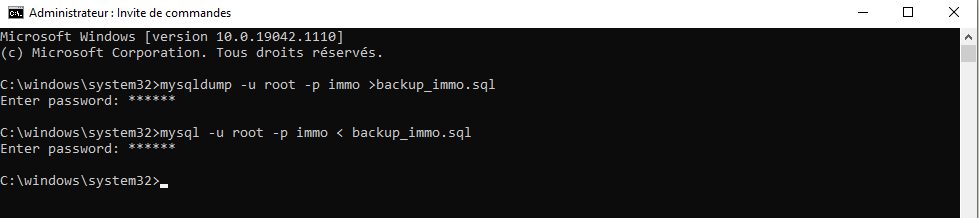 Administrateur : Invite de commandes
Microsoft Windows [version 10.0.19042.1110]
(c) Microsoft Corporation. Tous droits réservés.
C:\windows\system32>mysqldump -u root -p immo >backup_immo.sql
Enter password: ******
C:\windows\system32>mysql -u root -p immo < backup_immo.sql
Enter password: ******
C:\windows\system32>